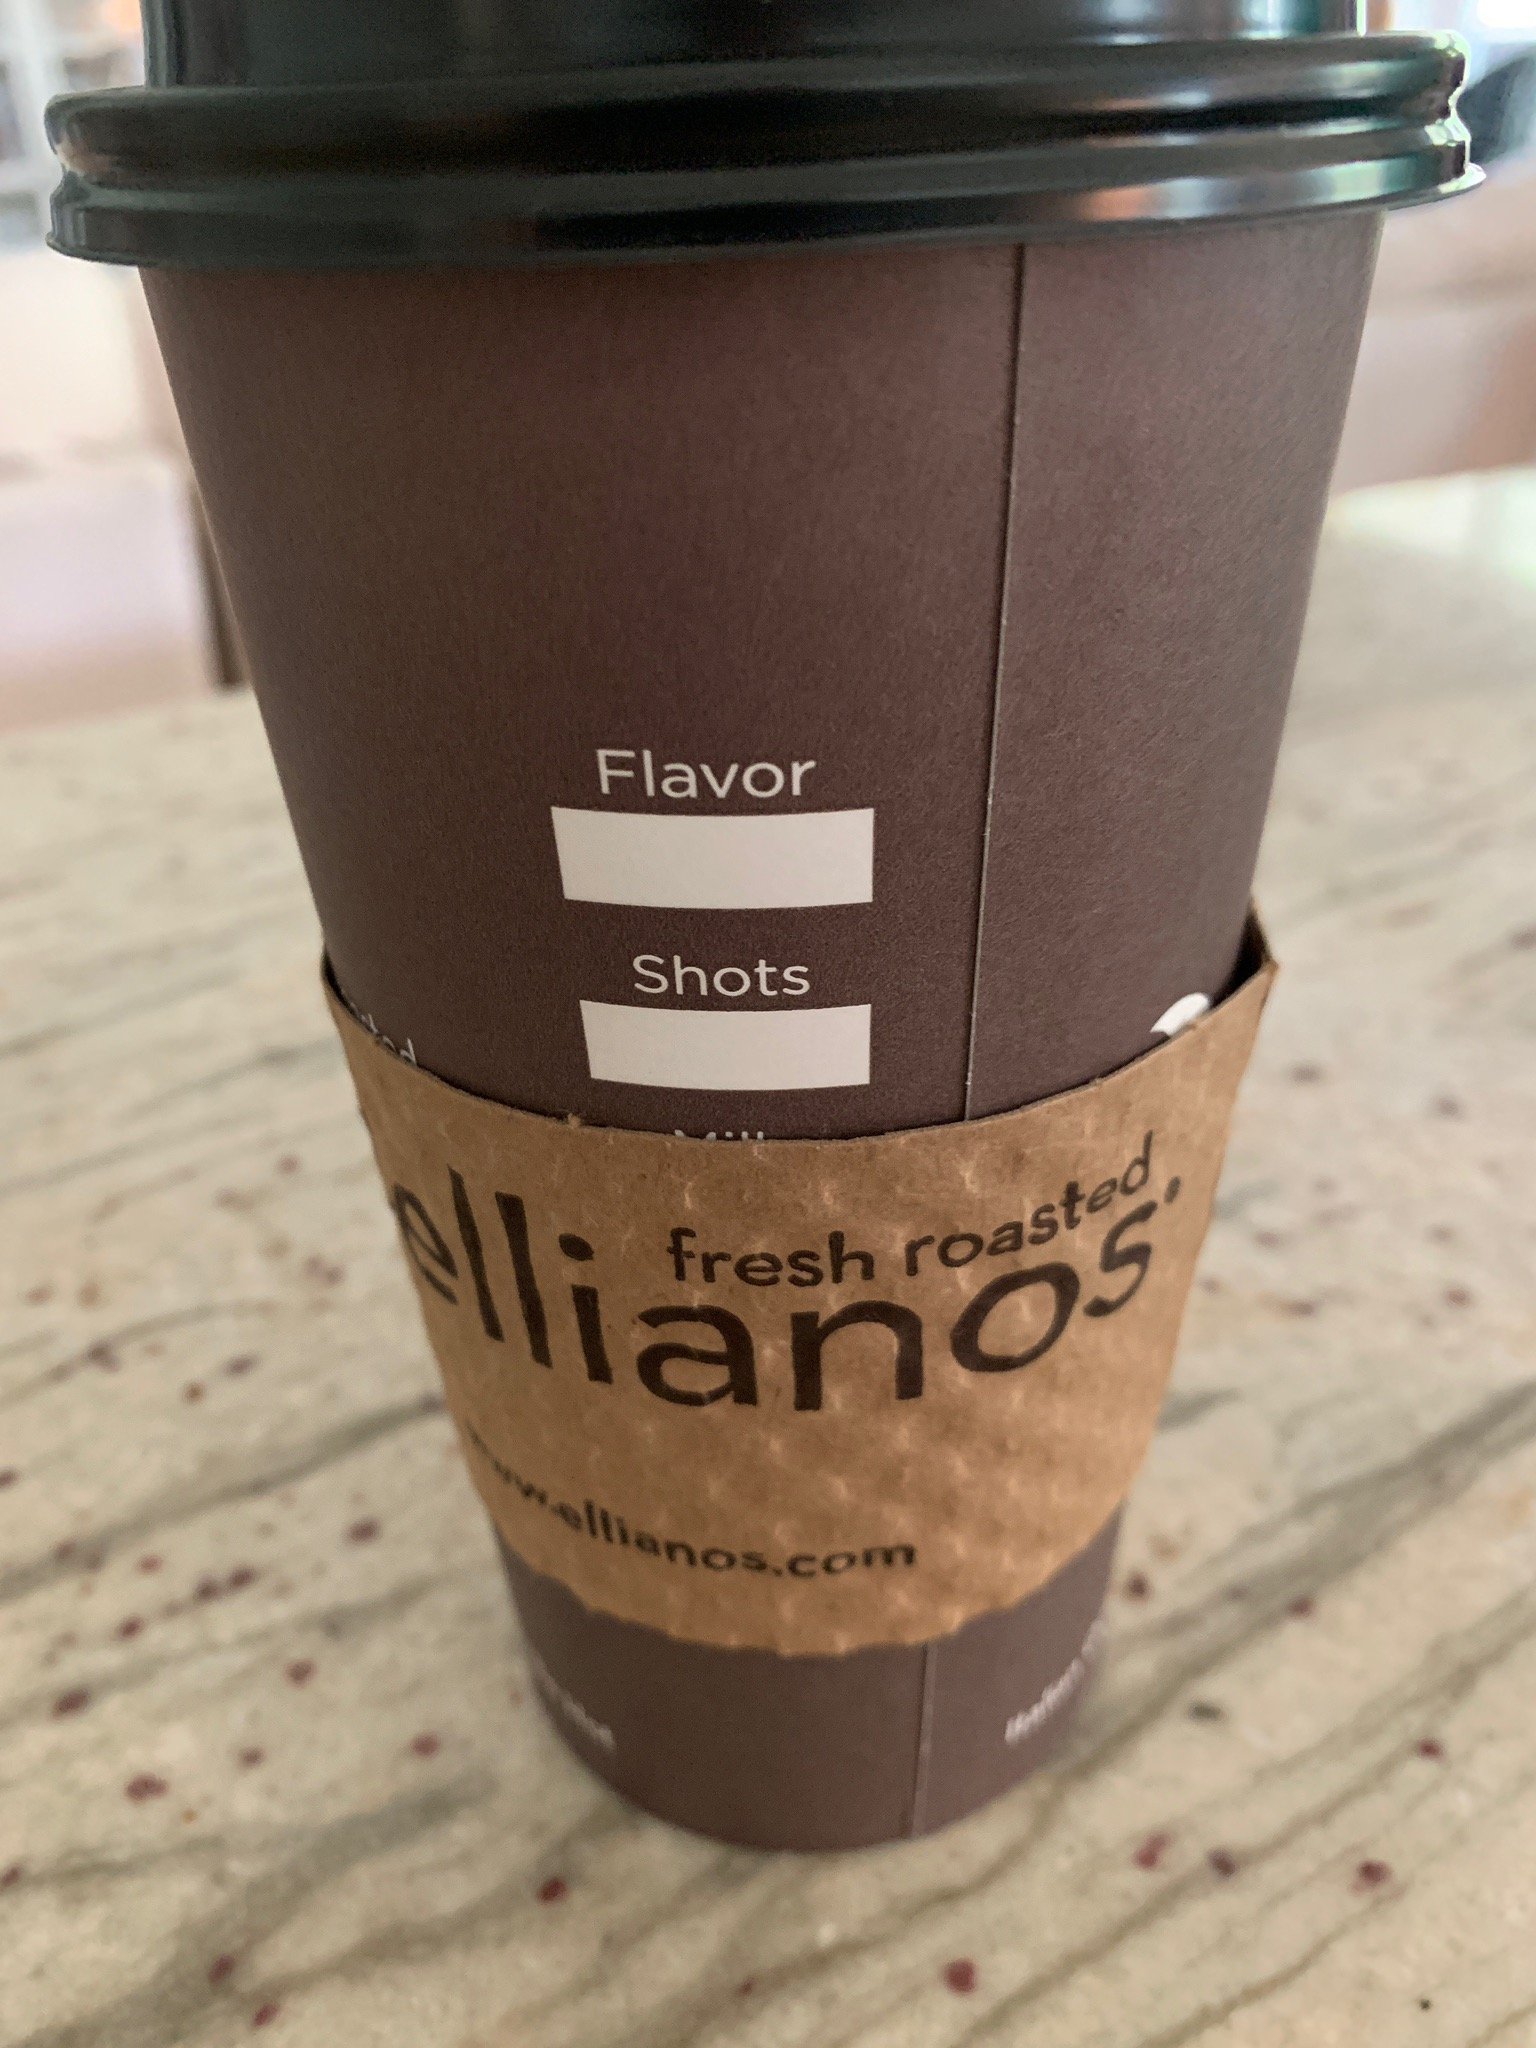 Flavor
Shots
fresh roasted
ellianos
www.ellianos.com